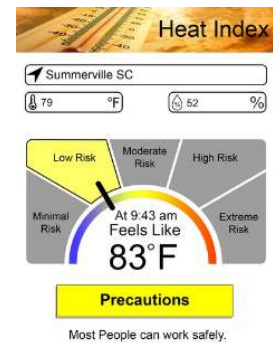 Heat Index
Summerville SC
79 °F
52 %
Low Risk
Moderate
Risk
High Risk
Minimal
Risk
Extreme
Risk
At 9:43 am
Feels Like
83°F
Precautions
Most People can work safely.